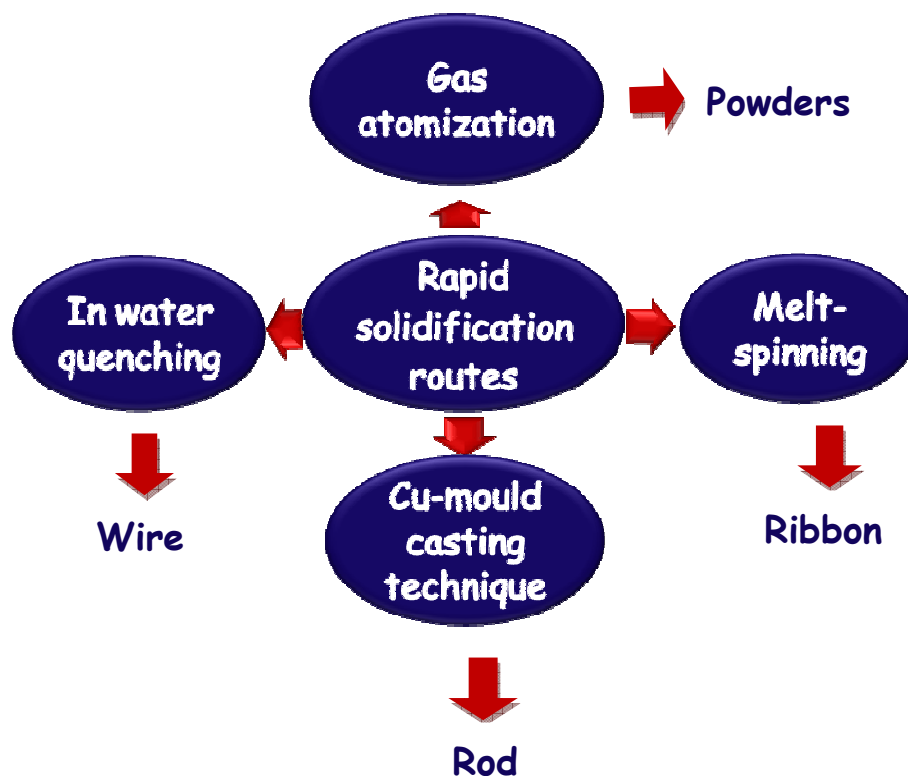 Gas
atomization
Powders
In water
quenching
Rapid
solidification
routes
Melt-
spinning
Wire
Cu-mould
casting
technique
Ribbon
Rod